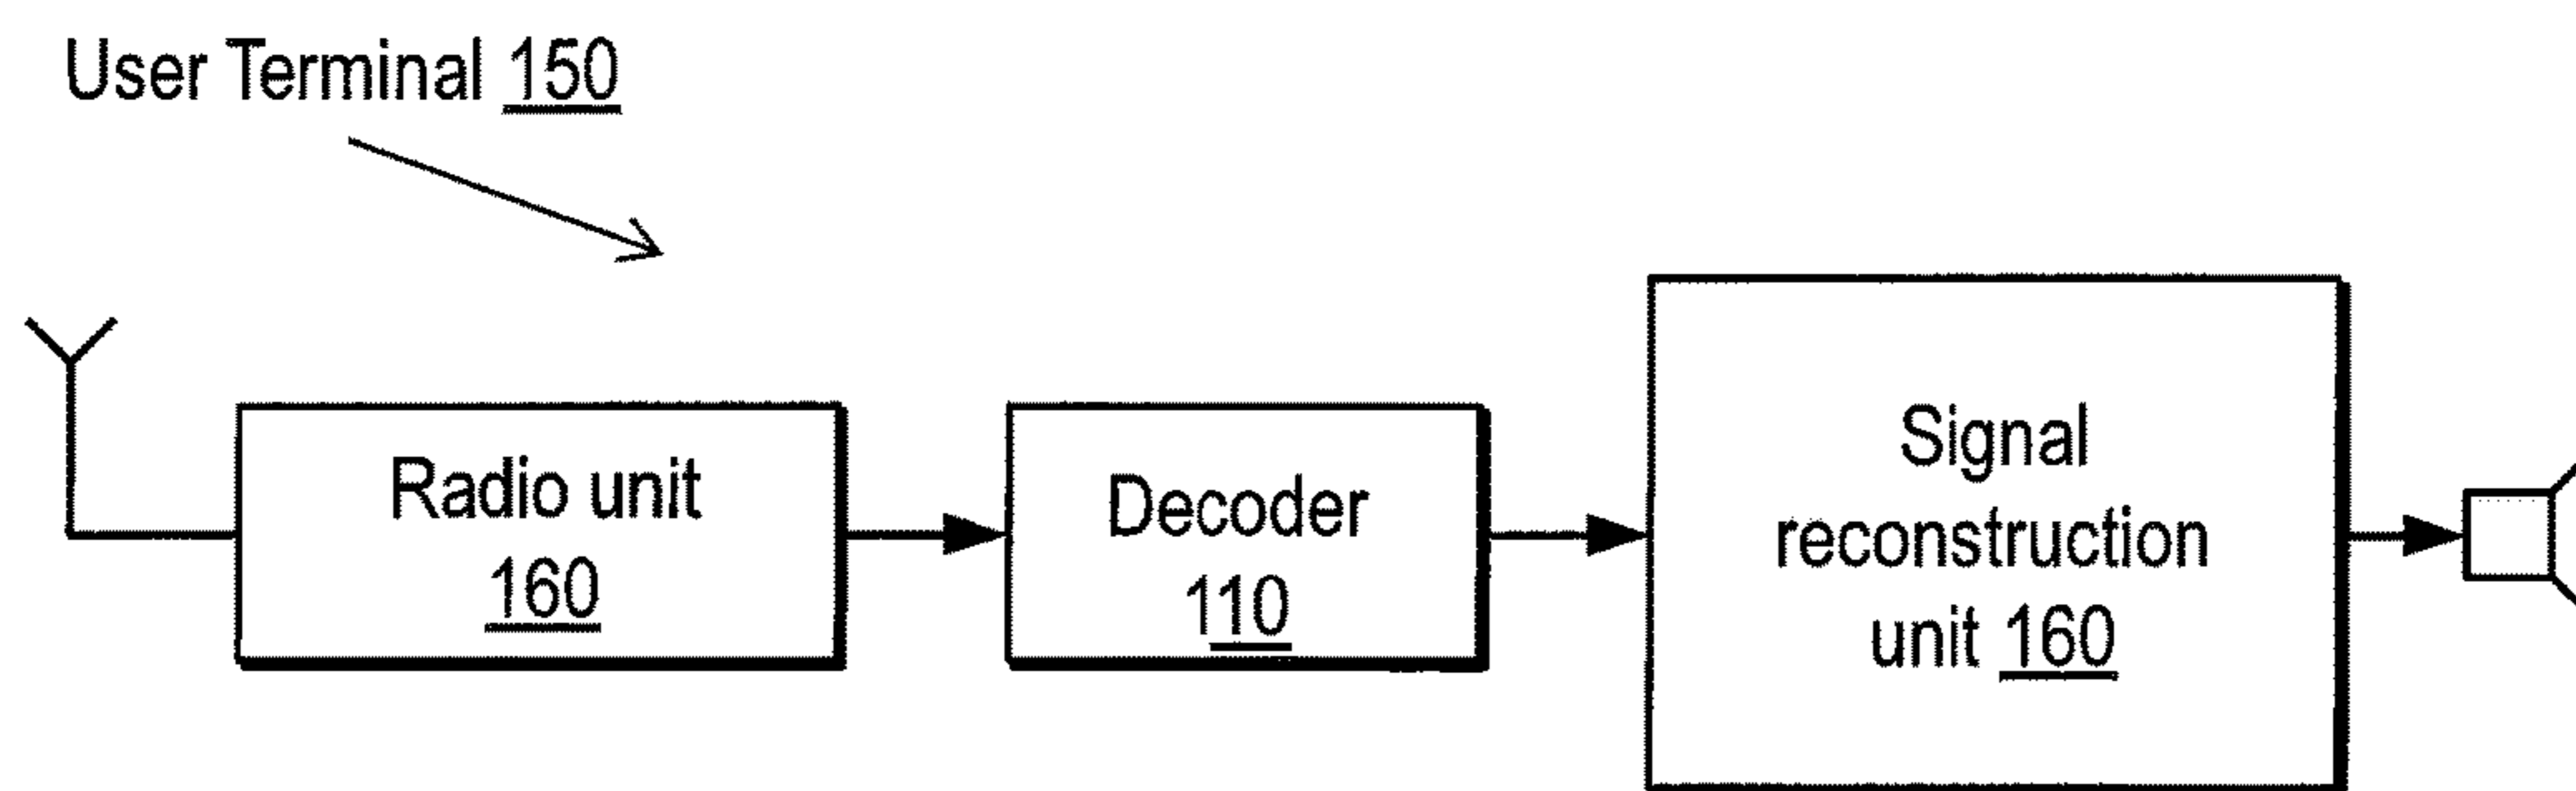 User Terminal 150
Radio unit
160
Decoder
110
Signal
reconstruction
unit 160